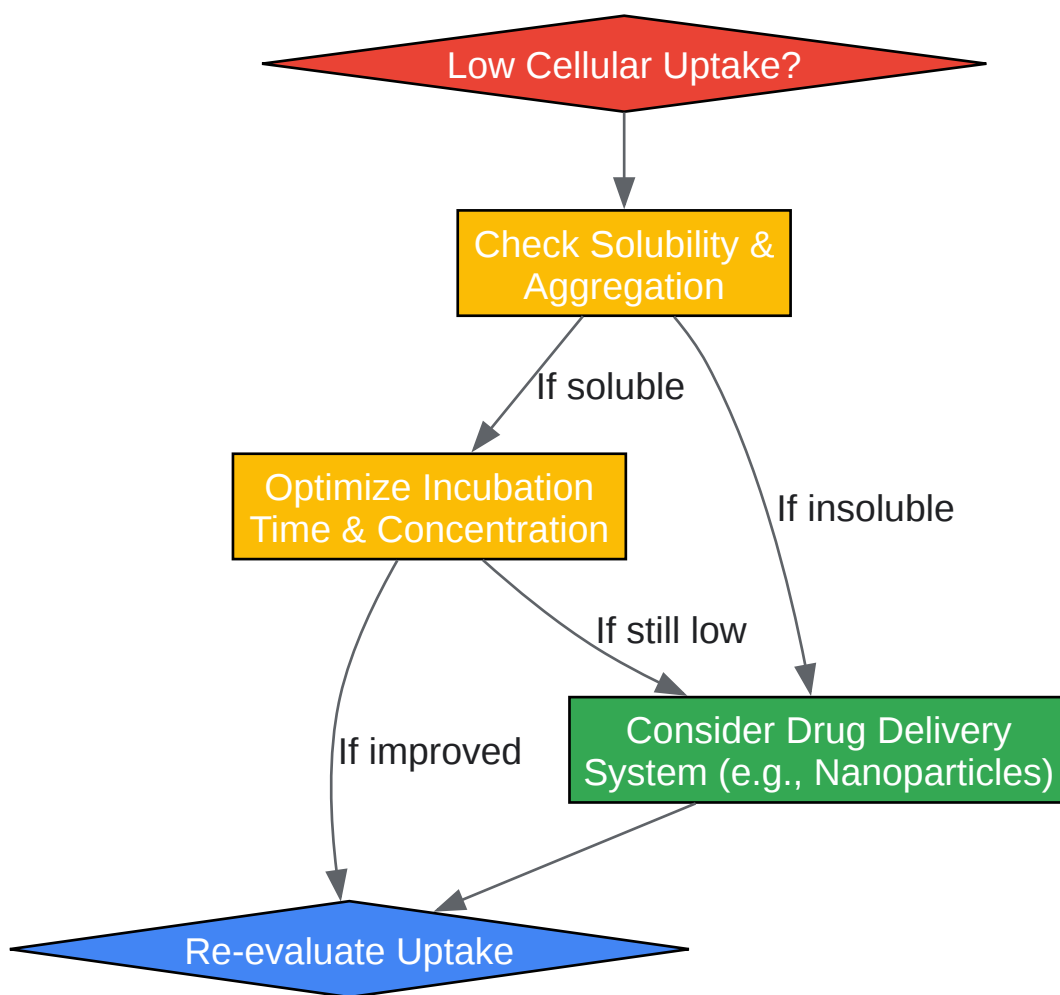 Low Cellular Uptake?
Check Solubility &
Aggregation
If soluble
Optimize Incubation
Time & Concentration
If insoluble
If still low
Consider Drug Delivery
System (e.g., Nanoparticles)
If improved
Re-evaluate Uptake